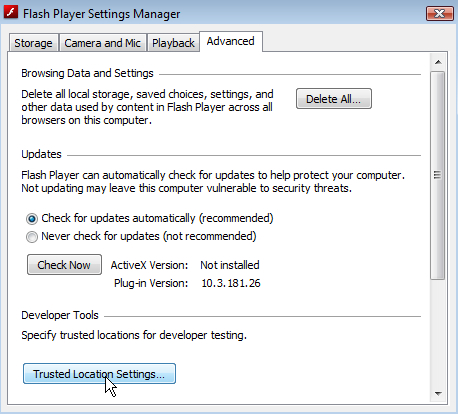 Flash Player Settings Manager
Storage Camera and Mic Playback Advanced
Browsing Data and Settings
Delete all local storage, saved choices, settings, and
other data used by content in Flash Player across all
browsers on this computer.
Delete All...
Updates
Flash Player can automatically check for updates to help protect your computer.
Not updating may leave this computer vulnerable to security threats.
Check for updates automatically (recommended)
Never check for updates (not recommended)
Check Now ActiveX Version: Not installed
Plug-in Version: 10.3.181.26
Developer Tools
Specify trusted locations for developer testing.
Trusted Location Settings...